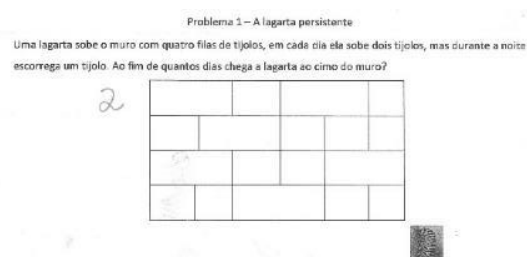 Problema 1 – A lagarta persistente
Uma lagarta sobe o muro com quatro filas de tijolos, em cada dia ela sobe dois tijolos, mas durante a noite
escorrega um tijolo. Ao fim de quantos dias chega a lagarta ao cimo do muro?
2